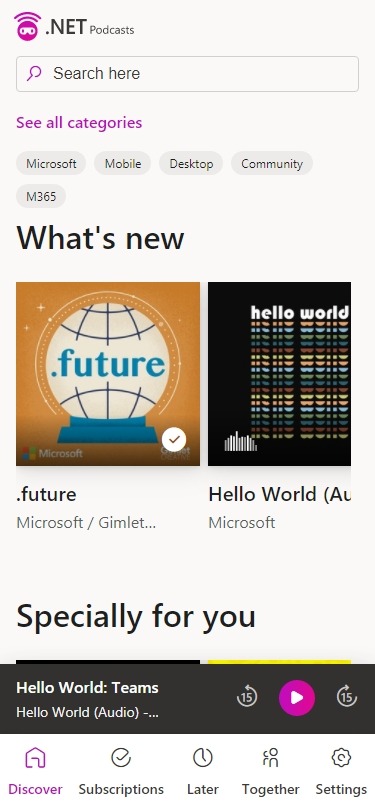 .NET Podcasts
Search here
See all categories
Microsoft
Mobile
Desktop
Community
M365
What's new
.future
Microsoft
Gimlet
hello world
.future
Microsoft / Gimlet...
Hello World (Au
Microsoft
Specially for you
Hello World: Teams
Hello World (Audio) -...
15
15
Discover
Subscriptions
Later
Together
Settings